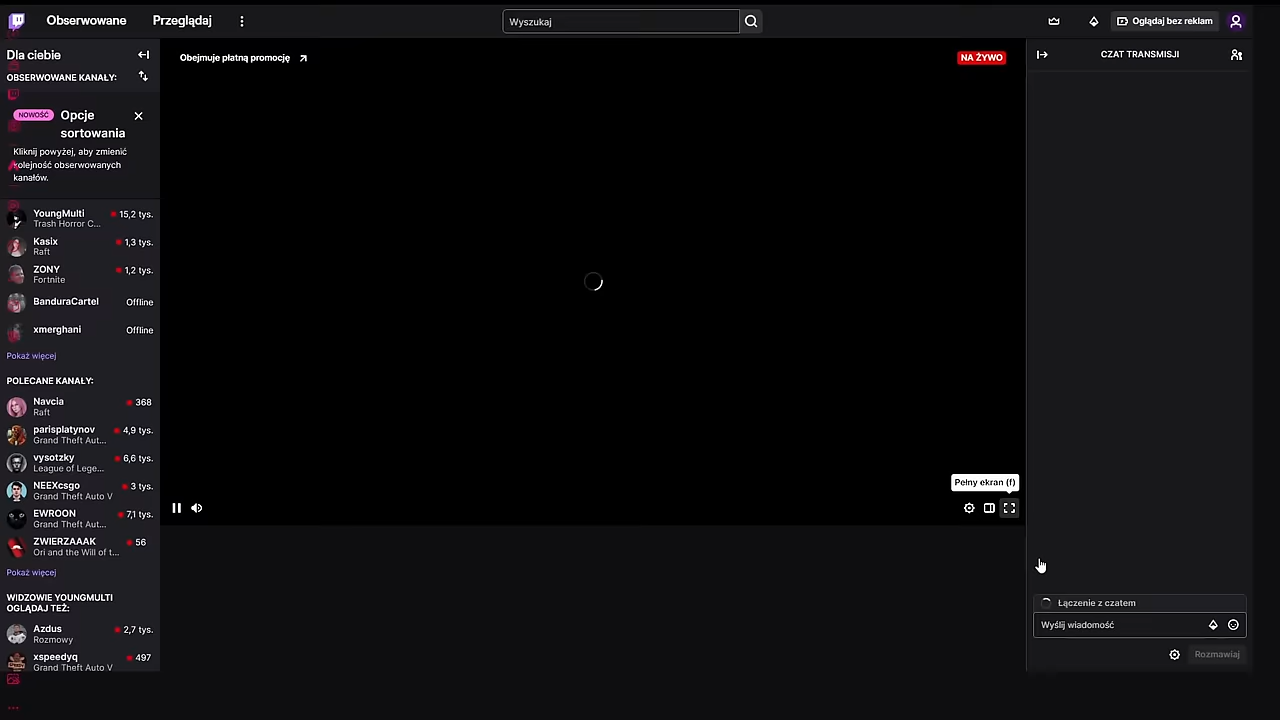 Obserwowane
Przeglądaj
Wyszukaj
Oglądaj bez reklam
Dla ciebie
OBSERWOWANE KANAŁY:
NOWOŚĆ
Opcje
sortowania
Kliknij powyżej, aby zmienić
kolejność obserwowanych
kanałów.
YoungMulti 15,2 tys.
Trash Horror C...
Kasix 1,3 tys.
Raft
ZONY 1,2 tys.
Fortnite
BanduraCartel Offline
xmerghani Offline
Pokaż więcej
POLECANE KANAŁY:
Navcia 368
Raft
parisplatynov 4,9 tys.
Grand Theft Aut...
vysotzky 6,6 tys.
League of Lege...
NEEXcsgo 3 tys.
Grand Theft Auto V
EWROON 7,1 tys.
Grand Theft Aut...
ZWIERZAAAK 56
Ori and the Will of t...
Pokaż więcej
WIDZOWIE YOUNGMULTI
OGLĄDAJĄ TEŻ:
Azdus 2,7 tys.
Rozmowy
xspeedyq 497
Grand Theft Auto V
Obejmuje płatną promocję
NA ŻYWO
Pełny ekran (f)
CZAT TRANSMISJI
Łączenie z czatem
Wyślij wiadomość
Rozmawiaj